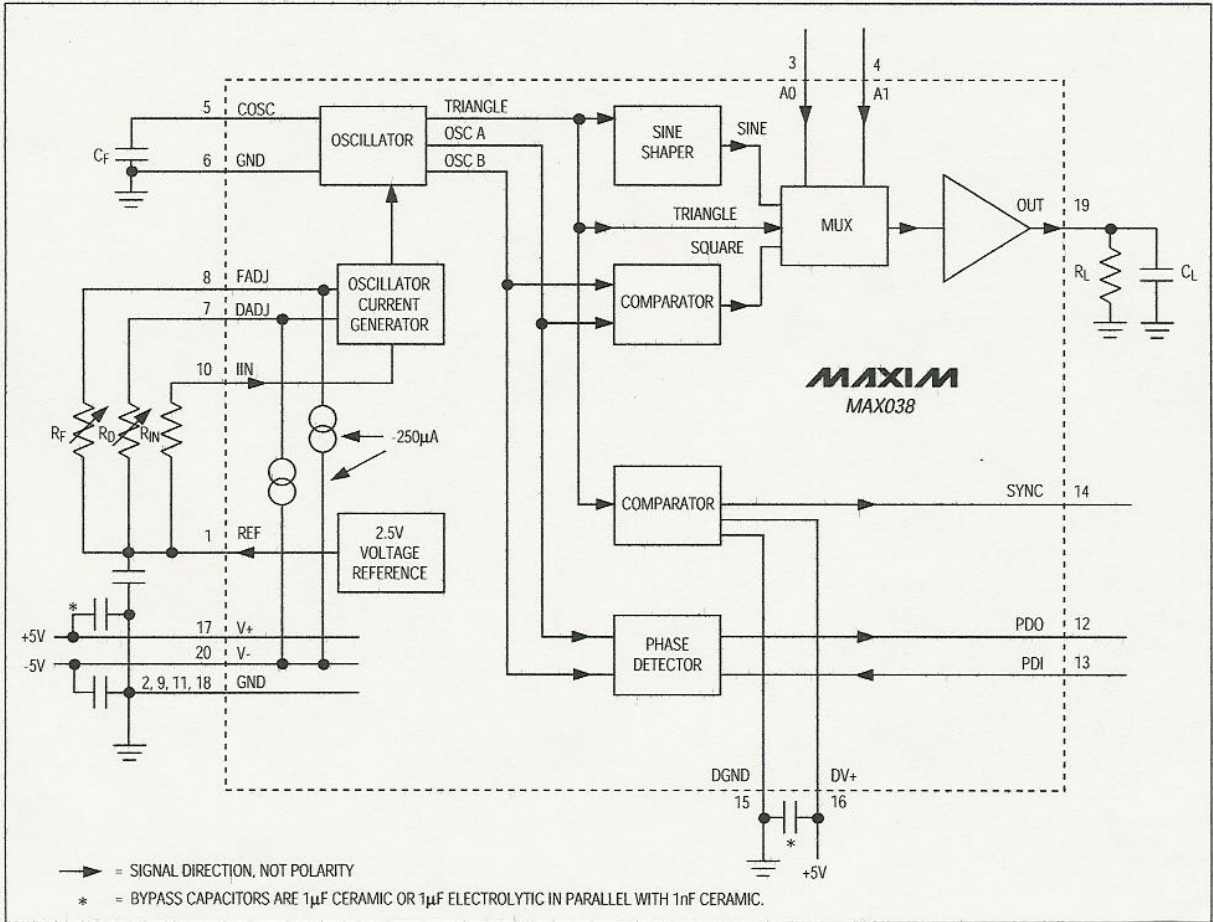 3
4
A0
A1
5
COSC
OSCILLATOR
TRIANGLE
OSC A
OSC B
SINE
SHAPER
SINE
CF
6
GND
TRIANGLE
SQUARE
MUX
OUT
19
RL
CL
8
FADJ
7
DADJ
OSCILLATOR
CURRENT
GENERATOR
COMPARATOR
10
IIN
MAXIM
MAX038
RF
RD
RIN
-250µA
COMPARATOR
SYNC
14
1
REF
2.5V
VOLTAGE
REFERENCE
*
+5V
17
V+
-5V
20
V-
2, 9, 11, 18
GND
PHASE
DETECTOR
PDO
12
PDI
13
DGND
DV+
15
16
*
+5V
= SIGNAL DIRECTION, NOT POLARITY
* = BYPASS CAPACITORS ARE 1µF CERAMIC OR 1µF ELECTROLYTIC IN PARALLEL WITH 1nF CERAMIC.